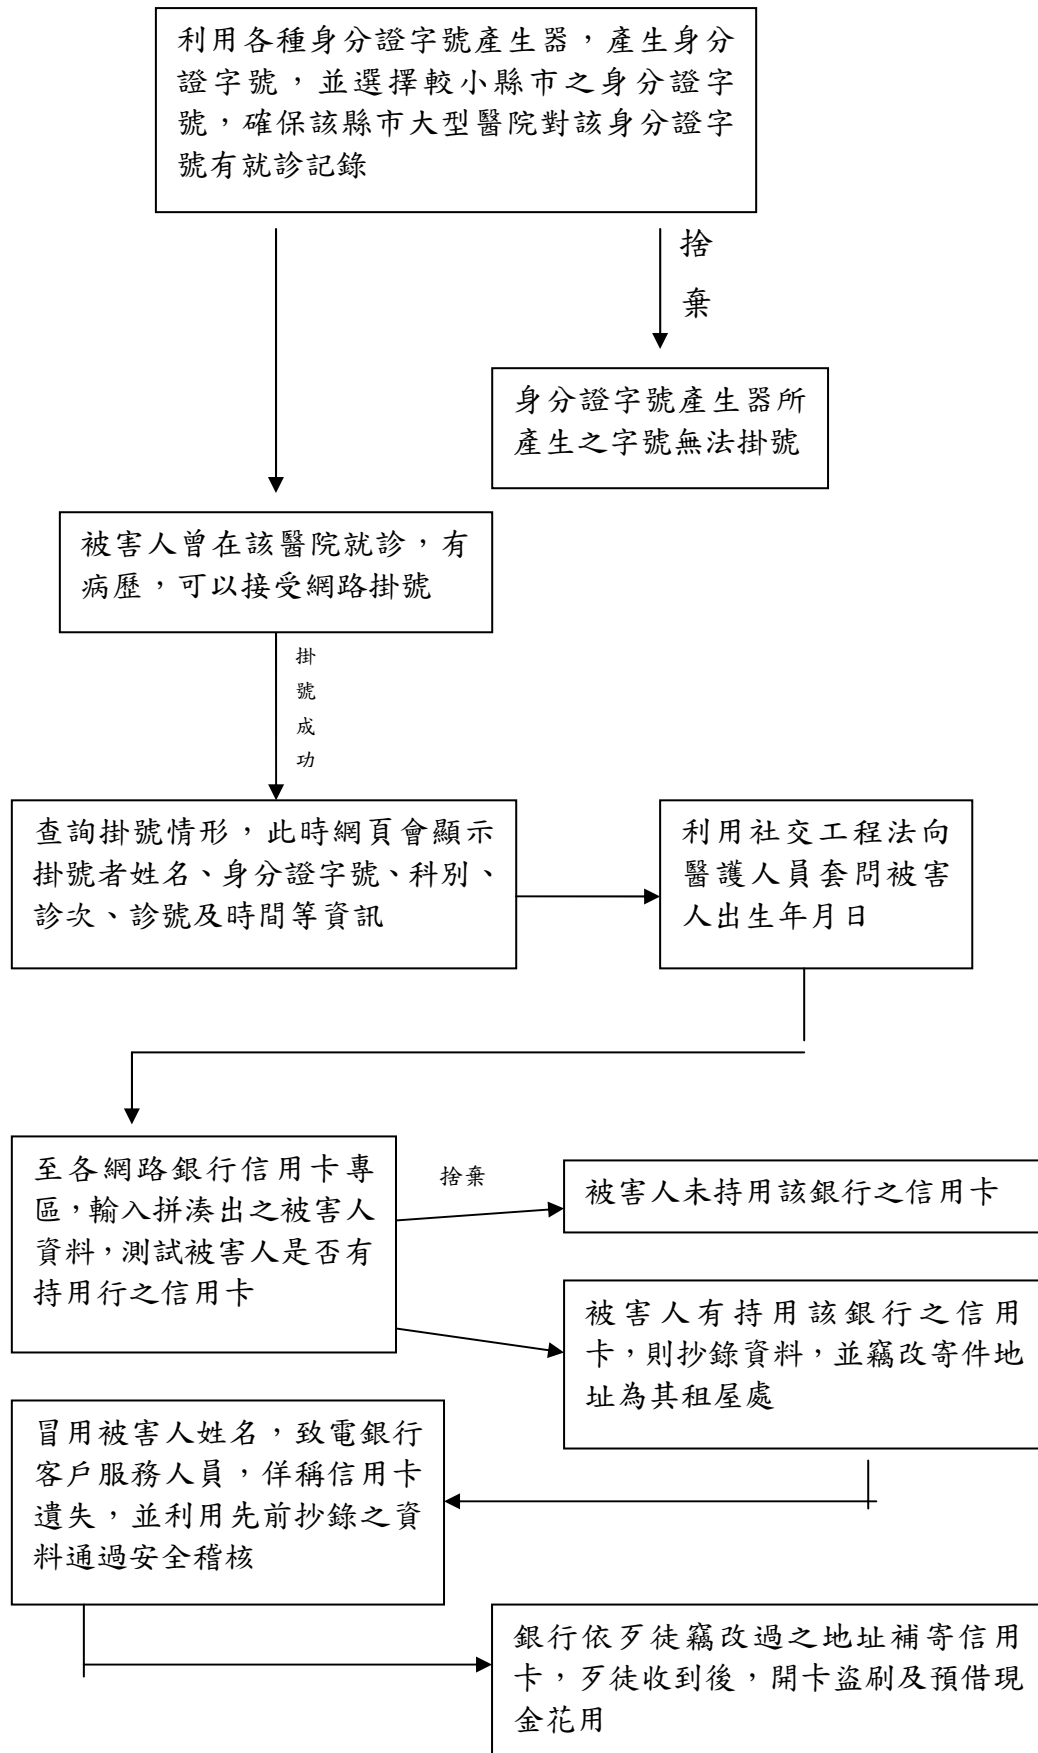 利用各種身分證字號產生器，產生身分
證字號，並選擇較小縣市之身分證字
號，確保該縣市大型醫院對該身分證字
號有就診記錄
捨
棄
身分證字號產生器所
產生之字號無法掛號
被害人曾在該醫院就診，有
病歷，可以接受網路掛號
掛
號
成
功
查詢掛號情形，此時網頁會顯示
掛號者姓名、身分證字號、科別、
診次、診號及時間等資訊
利用社交工程法向
醫護人員套問被害
人出生年月日
至各網路銀行信用卡專
區，輸入拼湊出之被害人
資料，測試被害人是否有
持用行之信用卡
捨棄
被害人未持用該銀行之信用卡
被害人有持用該銀行之信用
卡，則抄錄資料，並竊改寄件地
址為其租屋處
冒用被害人姓名，致電銀行
客戶服務人員，佯稱信用卡
遺失，並利用先前抄錄之資
料通過安全稽核
銀行依歹徒竊改過之地址補寄信用
卡，歹徒收到後，開卡盜刷及預借現
金花用